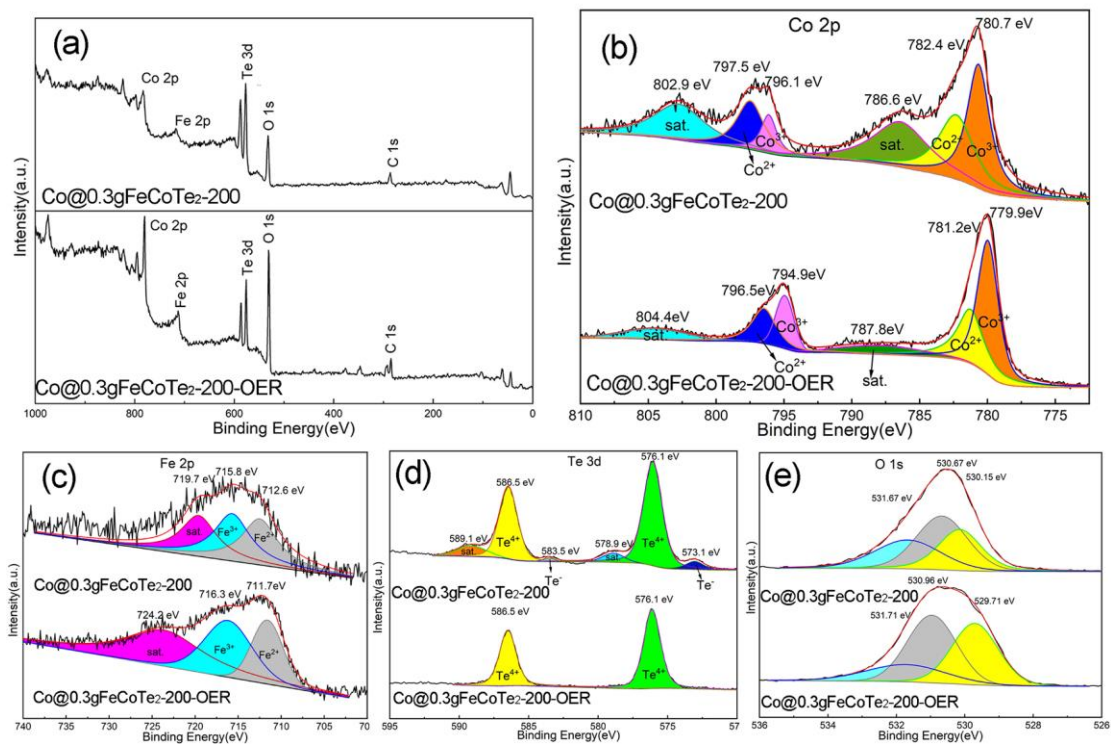 (a)
Co 2p
Fe 2p
Te 3d
O 1s
C 1s
Co@0.3gFeCoTe2-200
Co 2p
Fe 2p
Te 3d
O 1s
C 1s
Co@0.3gFeCoTe2-200-OER
Intensity(a.u.)
1000 800 600 400 200 0
Binding Energy(eV)
(b)
Co 2p
780.7 eV
782.4 eV
797.5 eV
796.1 eV
802.9 eV
786.6 eV
sat.
Co3+
Co2+
sat.
Co2+
Co3+
Co@0.3gFeCoTe2-200
779.9eV
781.2eV
796.5eV
794.9eV
804.4eV
787.8eV
sat.
Co3+
Co2+
sat.
Co2+
Co3+
Co@0.3gFeCoTe2-200-OER
Intensity(a.u.)
810 805 800 795 790 785 780 775
Binding Energy(eV)
(c)
Fe 2p
719.7 eV
715.8 eV
712.6 eV
sat.
Fe3+
Fe2+
Co@0.3gFeCoTe2-200
724.2 eV
716.3 eV
711.7eV
sat.
Fe3+
Fe2+
Co@0.3gFeCoTe2-200-OER
Intensity(a.u.)
740 730 720 710 70
Binding Energy(eV)
(d)
Te 3d
576.1 eV
586.5 eV
589.1 eV
sat.
Te4+
583.5 eV
Te-
578.9 eV
sat.
Te4+
573.1 eV
Te-
Co@0.3gFeCoTe2-200
586.5 eV
576.1 eV
Te4+
Te4+
Co@0.3gFeCoTe2-200-OER
Intensity(a.u.)
595 590 585 580 575 57
Binding Energy(eV)
(e)
O 1s
530.67 eV
530.15 eV
531.67 eV
Co@0.3gFeCoTe2-200
530.96 eV
531.71 eV
529.71 eV
Co@0.3gFeCoTe2-200-OER
Intensity(a.u.)
536 534 532 530 528 526
Binding Energy(eV)